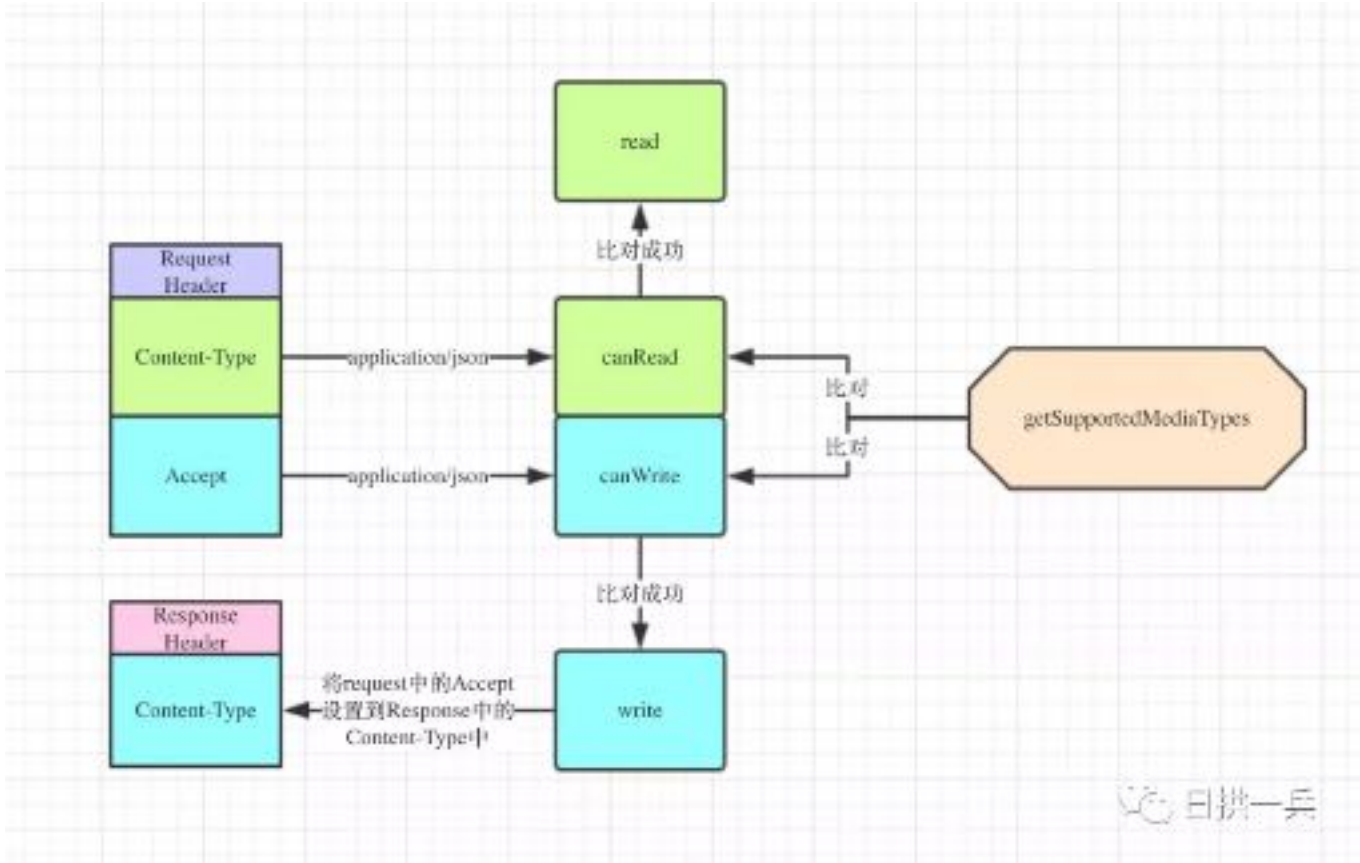 read
比对成功
Request
Header
Content-Type
application/json
canRead
比对
getSupportedMediaTypes
比对
Accept
application/json
canWrite
比对成功
Response
Header
Content-Type
将request中的Accept
设置到Response中的
Content-Type中
write
日拱一兵